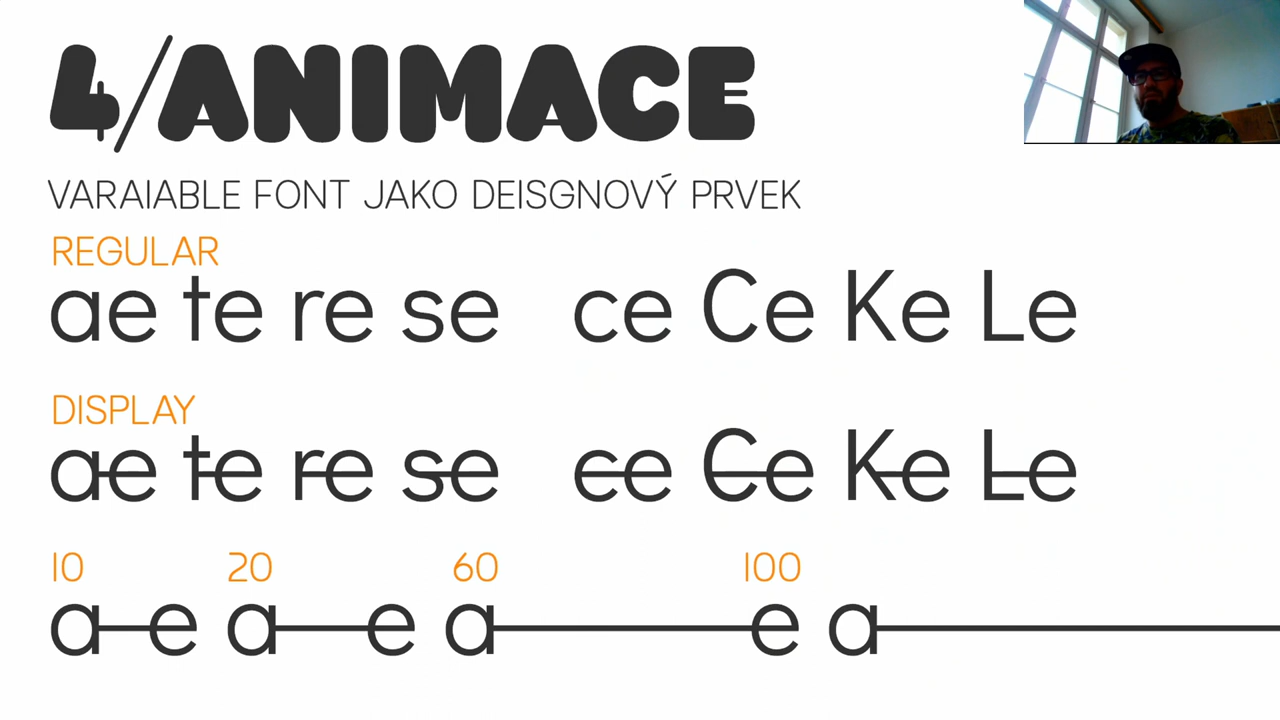 4/ANIMACE
VARAIABLE FONT JAKO DEISGNOVÝ PRVEK
REGULAR
ae te re se ce Ce Ke Le
DISPLAY
ae te re se ce Ce Ke Le
10 20 60 100
a e a e a e a